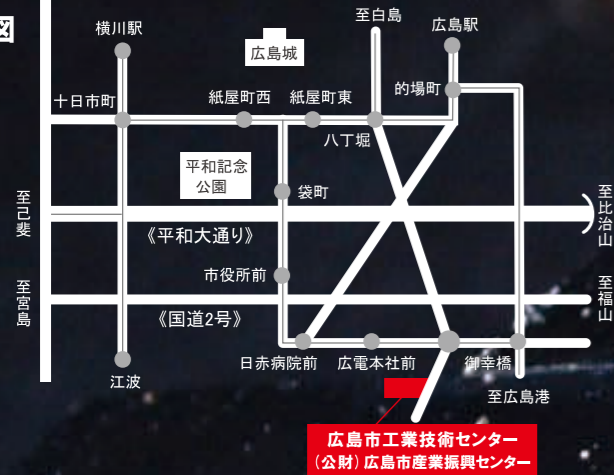 図
横川駅
広島城
至白島
広島駅
十日市町
紙屋町西
紙屋町東
八丁堀
的場町
平和記念
公園
袋町
至己斐
《平和大通り》
至比治山
市役所前
至宮島
《国道2号》
至福山
日赤病院前
広電本社前
御幸橋
江波
至広島港
広島市工業技術センター
(公財)広島市産業振興センター